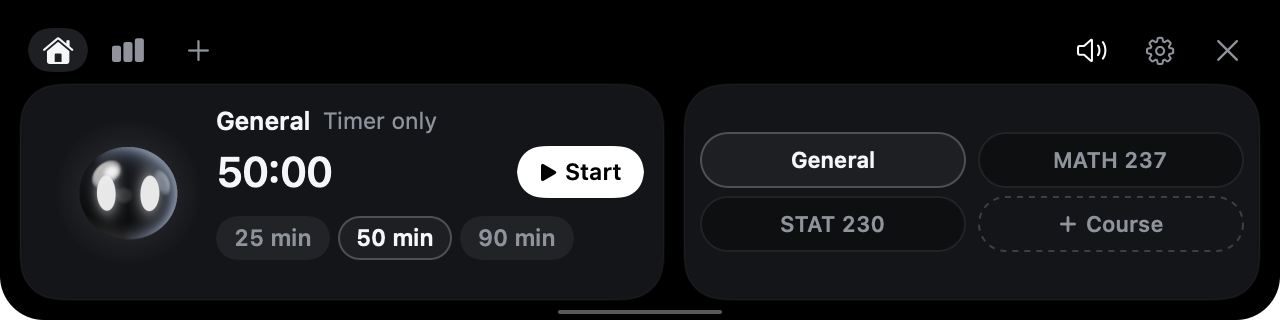 General Timer only
50:00
Start
25 min 50 min 90 min
General MATH 237
STAT 230 + Course